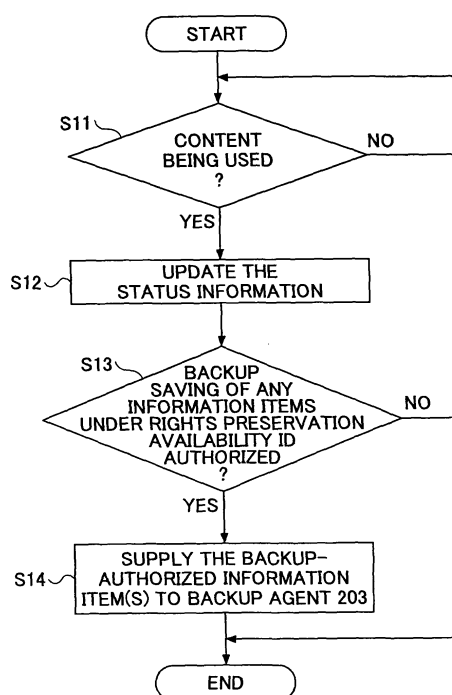 START
S11
CONTENT
BEING USED
?
NO
YES
S12
UPDATE THE
STATUS INFORMATION
S13
BACKUP
SAVING OF ANY
INFORMATION ITEMS
UNDER RIGHTS PRESERVATION
AVAILABILITY ID
AUTHORIZED
?
NO
YES
S14
SUPPLY THE BACKUP-
AUTHORIZED INFORMATION
ITEM(S) TO BACKUP AGENT 203
END